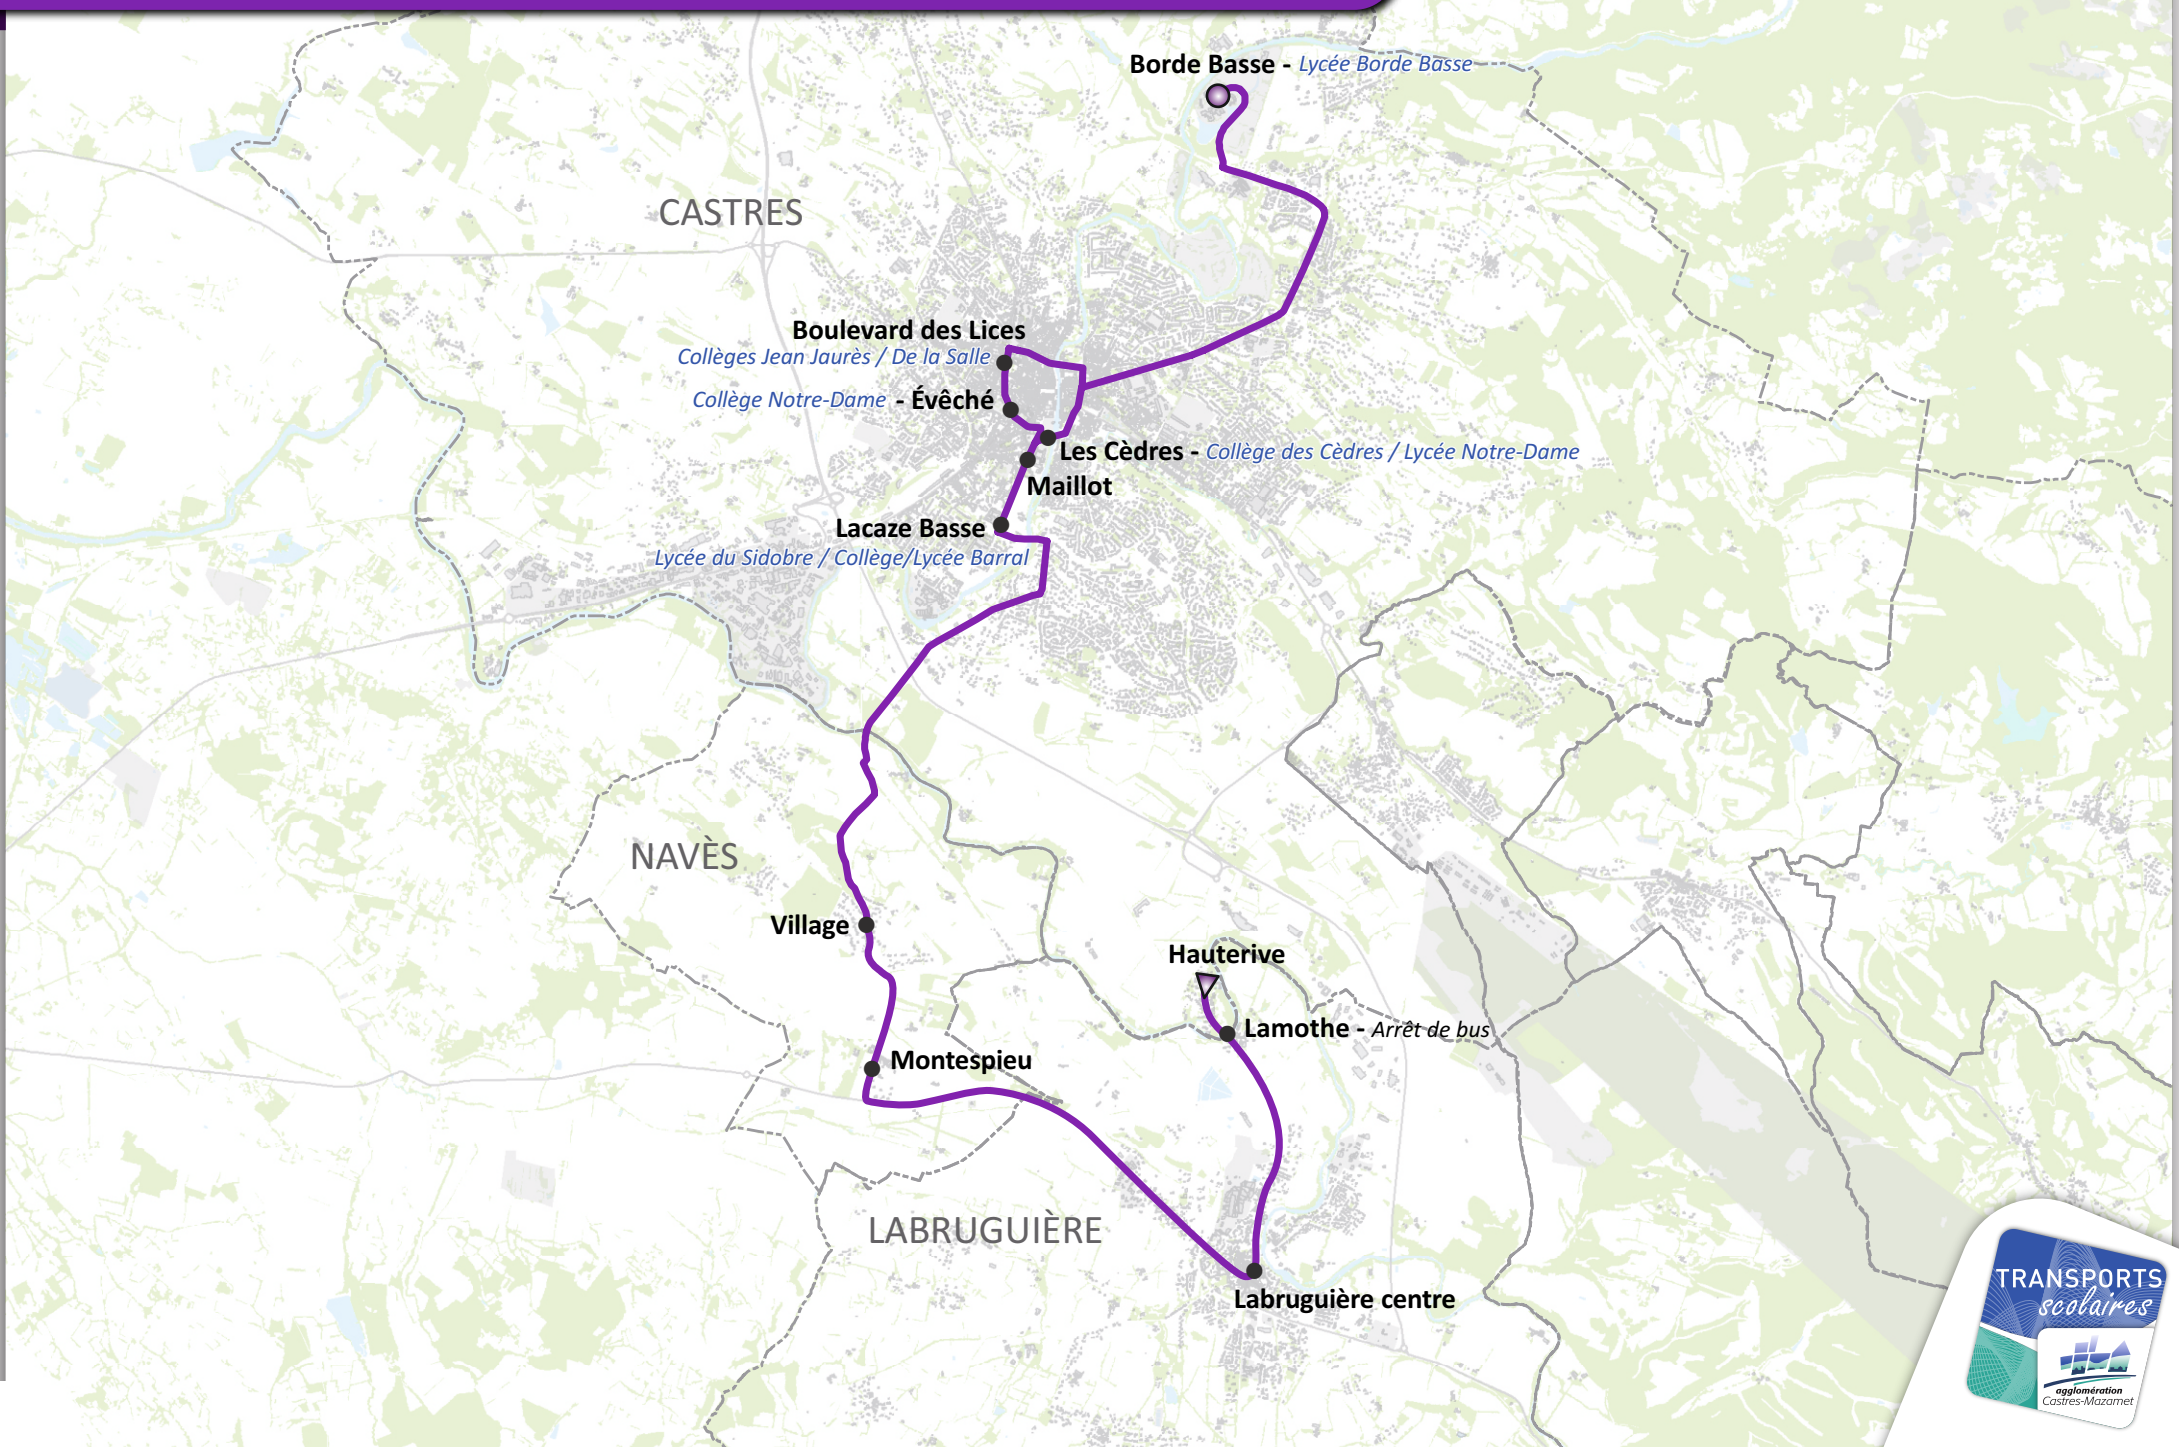 Borde Basse - Lycée Borde Basse
CASTRES
Boulevard des Lices
Collèges Jean Jaurès / De la Salle
Collège Notre-Dame - Évêché
Les Cèdres - Collège des Cèdres / Lycée Notre-Dame
Maillot
Lacaze Basse
Lycée du Sidobre / Collège/Lycée Barral
NAVÈS
Village
Hauterive
Lamothe - Arrêt de bus
Montespieu
LABRUGUIÈRE
Labruguière centre
TRANSPORTS
scolaires
agglomération
Castres-Mazamet